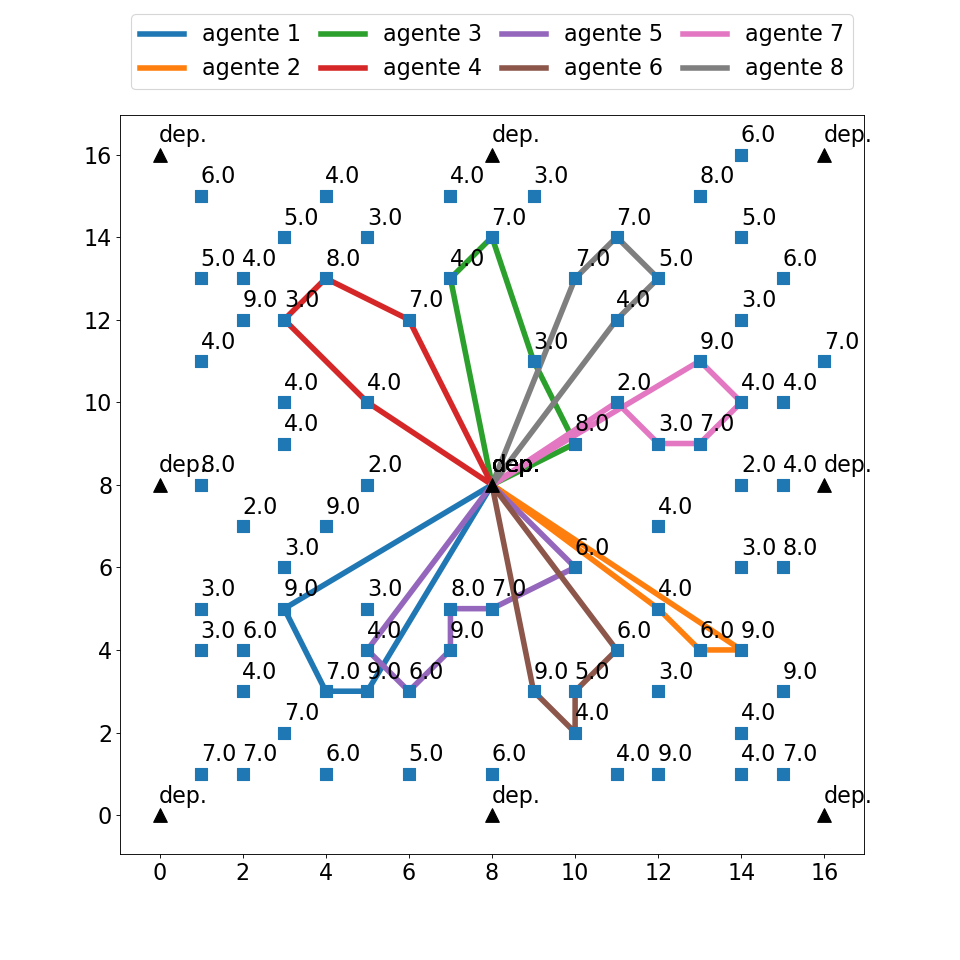 agente 1 agente 3 agente 5 agente 7
agente 2 agente 4 agente 6 agente 8
dep. dep. 6.0 dep.
16
6.0 4.0 4.0 3.0 8.0
5.0 3.0 7.0 7.0 5.0
14
5.0 4.0 8.0 4.0 7.0 5.0 6.0
9.0 3.0 7.0 4.0 3.0
12
4.0 3.0 9.0 7.0
4.0 4.0 2.0 4.0 4.0
10
4.0 8.0 3.0 7.0
dep. 8.0 2.0 dep. 2.0 4.0 dep.
8
2.0 9.0 4.0
3.0 6.0 3.0 8.0
6
3.0 9.0 3.0 8.0 7.0 4.0
3.0 6.0 4.0 9.0 6.0 6.0 9.0
4
4.0 7.0 9.0 6.0 9.0 5.0 3.0 9.0
7.0 4.0 4.0
2
7.0 7.0 6.0 5.0 6.0 4.0 9.0 4.0 7.0
dep. dep. dep.
0
0 2 4 6 8 10 12 14 16